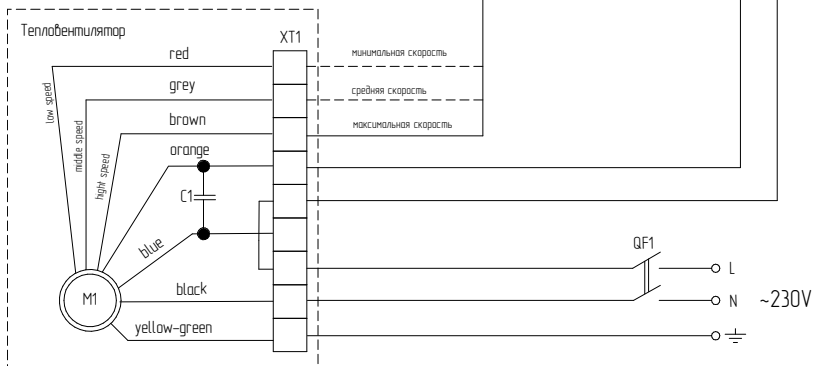 Тепловентилятор
XT1
red
минимальная скорость
low speed
grey
средняя скорость
middle speed
brown
максимальная скорость
hight speed
orange
C1
blue
QF1
L
M1
black
N ~230V
yellow-green